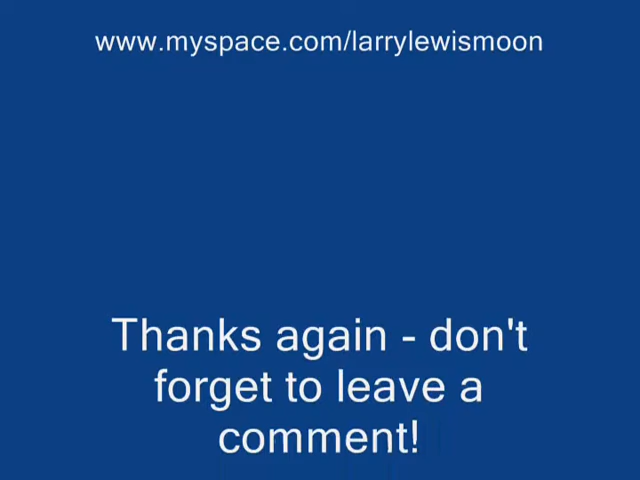 www.myspace.com/larrylewismoon
Thanks again - don't
forget to leave a
comment!